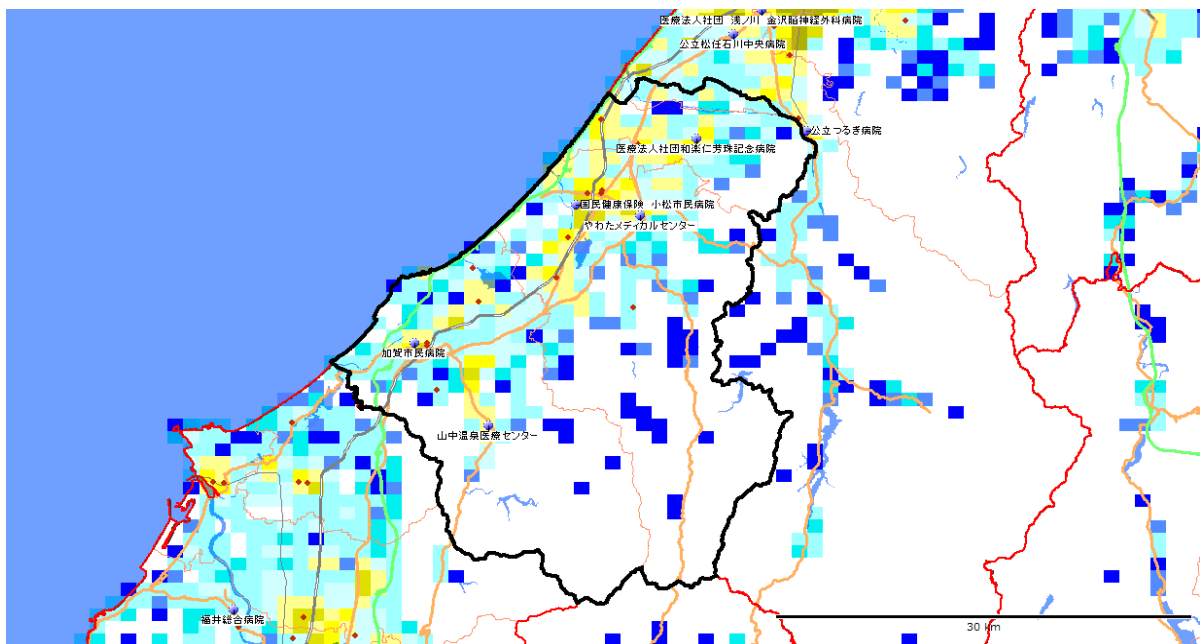 医療法人社団 浅ノ川 金沢脳神経外科病院
公立松任石川中央病院
公立つるぎ病院
医療法人社団和楽仁芳珠記念病院
国民健康保険 小松市民病院
やわたメディカルセンター
加賀市民病院
山中温泉医療センター
福井総合病院
30 km